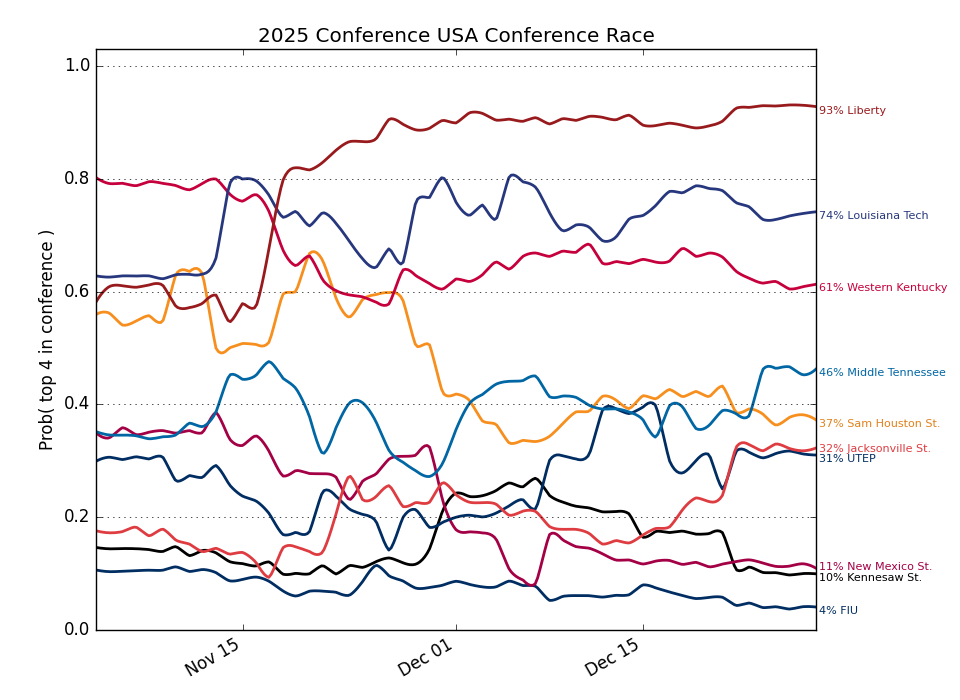 2025 Conference USA Conference Race
Prob( top 4 in conference )
1.0
0.8
0.6
0.4
0.2
0.0
Nov 15
Dec 01
Dec 15
93% Liberty
74% Louisiana Tech
61% Western Kentucky
46% Middle Tennessee
37% Sam Houston St.
32% Jacksonville St.
31% UTEP
11% New Mexico St.
10% Kennesaw St.
4% FIU